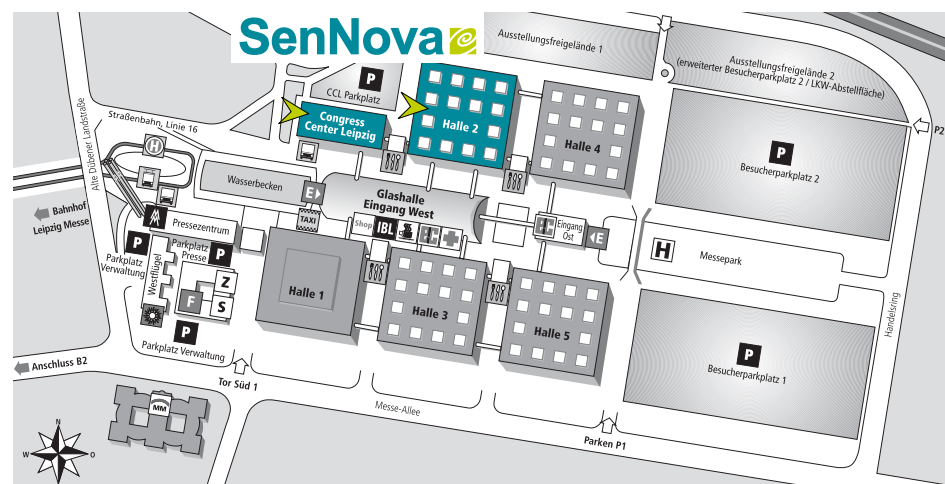 SenNova
Ausstellungsfreigelände 1
Ausstellungsfreigelände 2
(erweiterter Besucherparkplatz 2 / LKW-Abstellfläche)
P
CCL Parkplatz
Congress
Center Leipzig
Halle 2
Halle 4
P2
P
Besucherparkplatz 2
Alte Dübener Landstraße
Straßenbahn, Linie 16
H
Wasserbecken
E
Glashalle
Eingang West
TAXI
Shop
IBL
Eingang
Ost
E
H
Messepark
Bahnhof
Leipzig Messe
Pressezentrum
P
Parkplatz
Verwaltung
Parkplatz
Presse
P
Westflügel
Z
F
S
P
Parkplatz Verwaltung
Halle 1
Halle 3
Halle 5
P
Besucherparkplatz 1
Handelsring
Anschluss B2
Tor Süd 1
Messe-Allee
Parken P1
MM
N
W
O
S